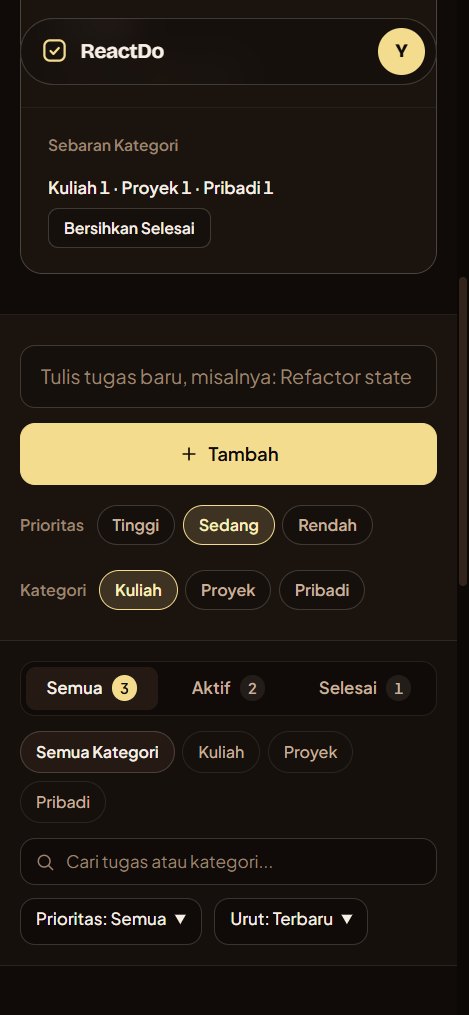 ReactDo
Y
Sebaran Kategori
Kuliah 1 · Proyek 1 · Pribadi 1
Bersihkan Selesai
Tulis tugas baru, misalnya: Refactor state
+ Tambah
Prioritas Tinggi Sedang Rendah
Kategori Kuliah Proyek Pribadi
Semua 3 Aktif 2 Selesai 1
Semua Kategori Kuliah Proyek
Pribadi
Cari tugas atau kategori...
Prioritas: Semua ▼ Urut: Terbaru ▼